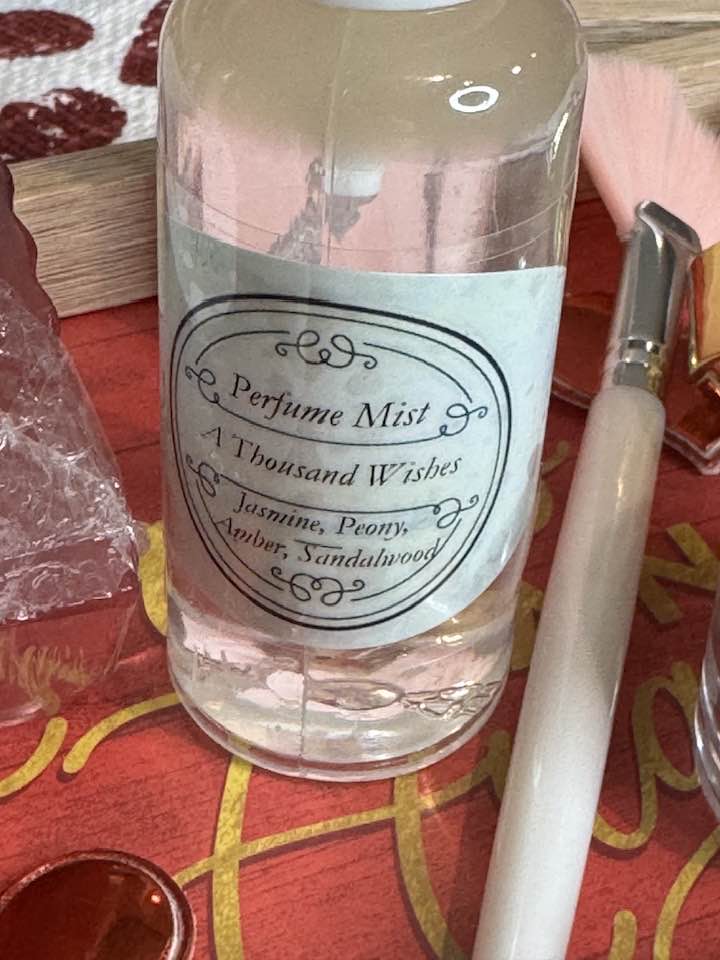 Perfume Mist
A Thousand Wishes
Jasmine, Peony,
Amber, Sandalwood